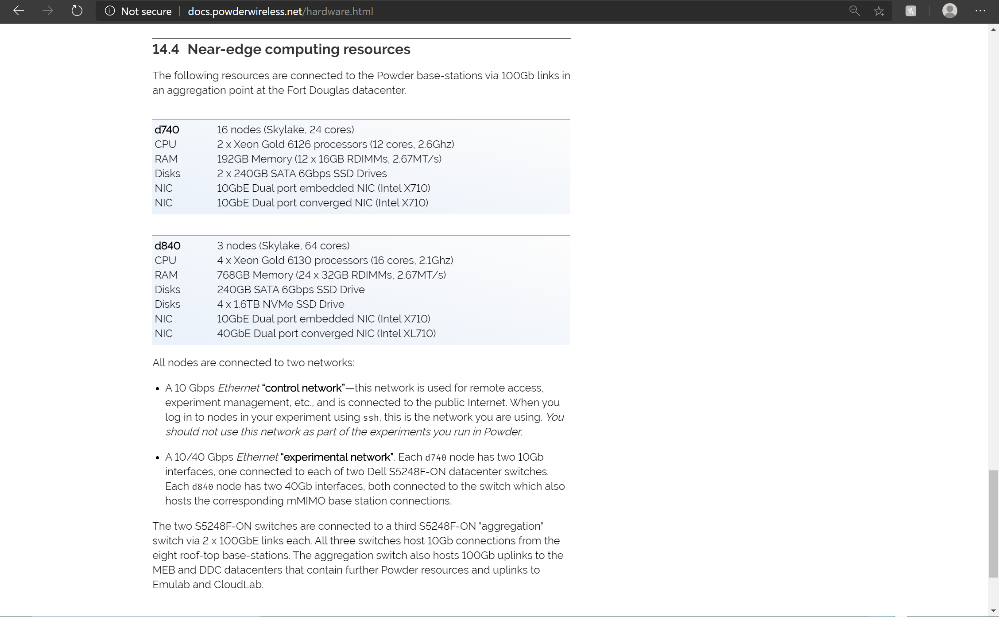 Not secure | docs.powderwireless.net/hardware.html
14.4 Near-edge computing resources
The following resources are connected to the Powder base-stations via 100Gb links in
an aggregation point at the Fort Douglas datacenter.
d740 16 nodes (Skylake, 24 cores)
CPU 2 x Xeon Gold 6126 processors (12 cores, 2.6Ghz)
RAM 192GB Memory (12 x 16GB RDIMMs, 2.67MT/s)
Disks 2 x 240GB SATA 6Gbps SSD Drives
NIC 10GbE Dual port embedded NIC (Intel X710)
NIC 10GbE Dual port converged NIC (Intel X710)
d840 3 nodes (Skylake, 64 cores)
CPU 4 x Xeon Gold 6130 processors (16 cores, 2.1Ghz)
RAM 768GB Memory (24 x 32GB RDIMMs, 2.67MT/s)
Disks 240GB SATA 6Gbps SSD Drive
Disks 4 x 1.6TB NVMe SSD Drive
NIC 10GbE Dual port embedded NIC (Intel X710)
NIC 40GbE Dual port converged NIC (Intel XL710)
All nodes are connected to two networks:
• A 10 Gbps Ethernet “control network”—this network is used for remote access,
experiment management, etc., and is connected to the public Internet. When you
log in to nodes in your experiment using ssh, this is the network you are using. You
should not use this network as part of the experiments you run in Powder.
• A 10/40 Gbps Ethernet “experimental network”. Each d740 node has two 10Gb
interfaces, one connected to each of two Dell S5248F-ON datacenter switches.
Each d840 node has two 40Gb interfaces, both connected to the switch which also
hosts the corresponding mMIMO base station connections.
The two S5248F-ON switches are connected to a third S5248F-ON "aggregation"
switch via 2 x 100GbE links each. All three switches host 10Gb connections from the
eight roof-top base-stations. The aggregation switch also hosts 100Gb uplinks to the
MEB and DDC datacenters that contain further Powder resources and uplinks to
Emulab and CloudLab.